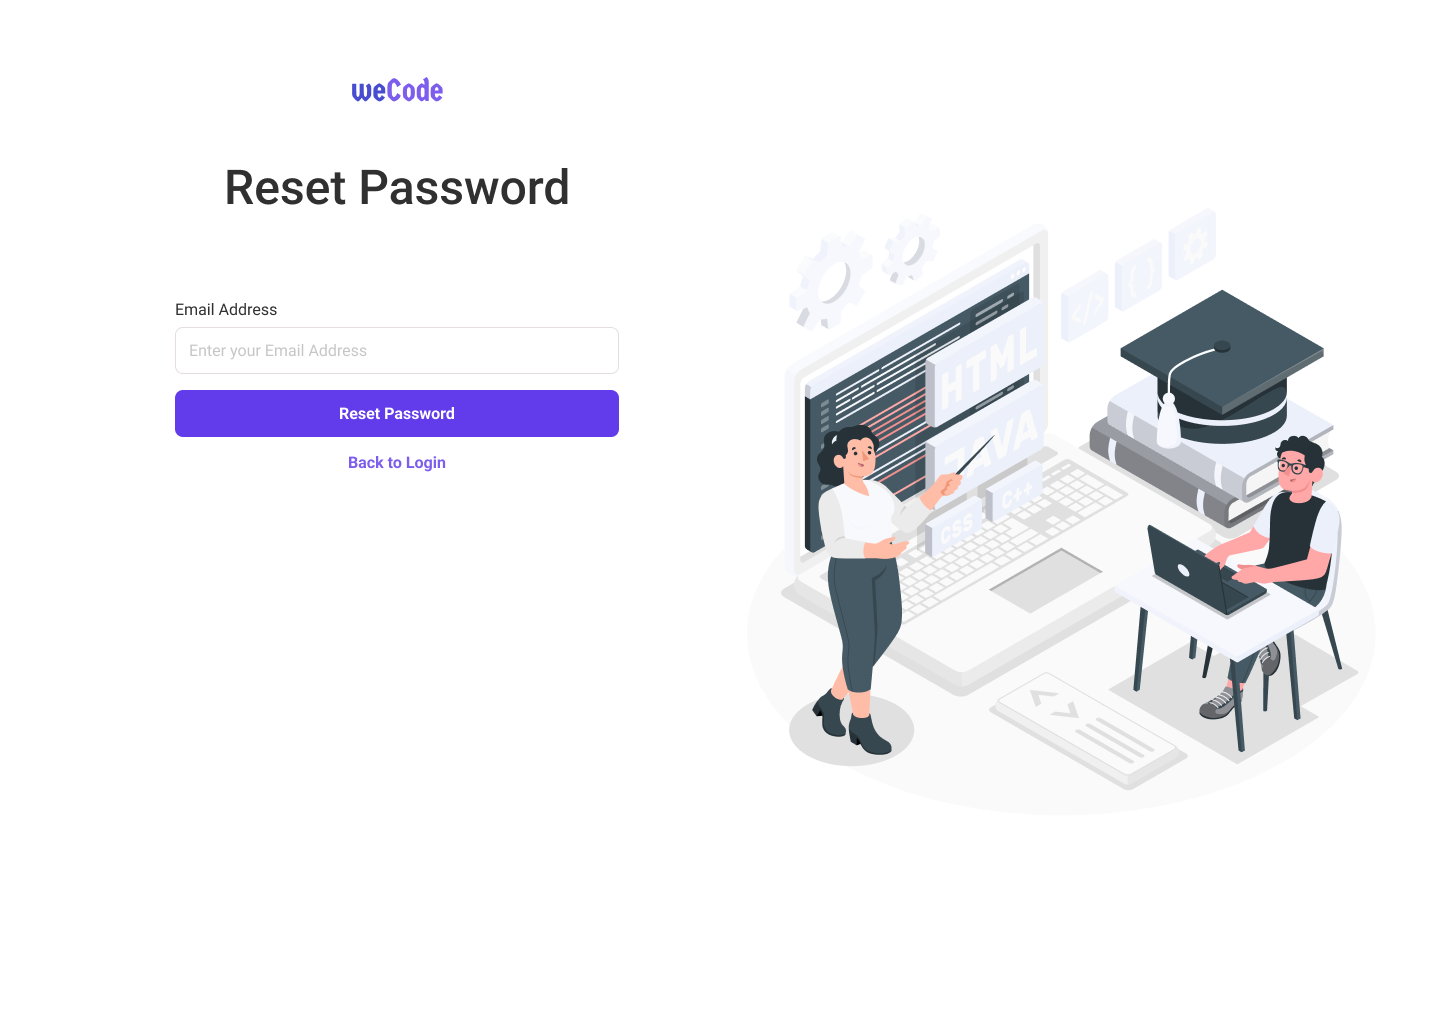 weCode
Reset Password
Email Address
Enter your Email Address
Reset Password
Back to Login
HTML
JAVA
CSS
C++
</>
{ }
< >